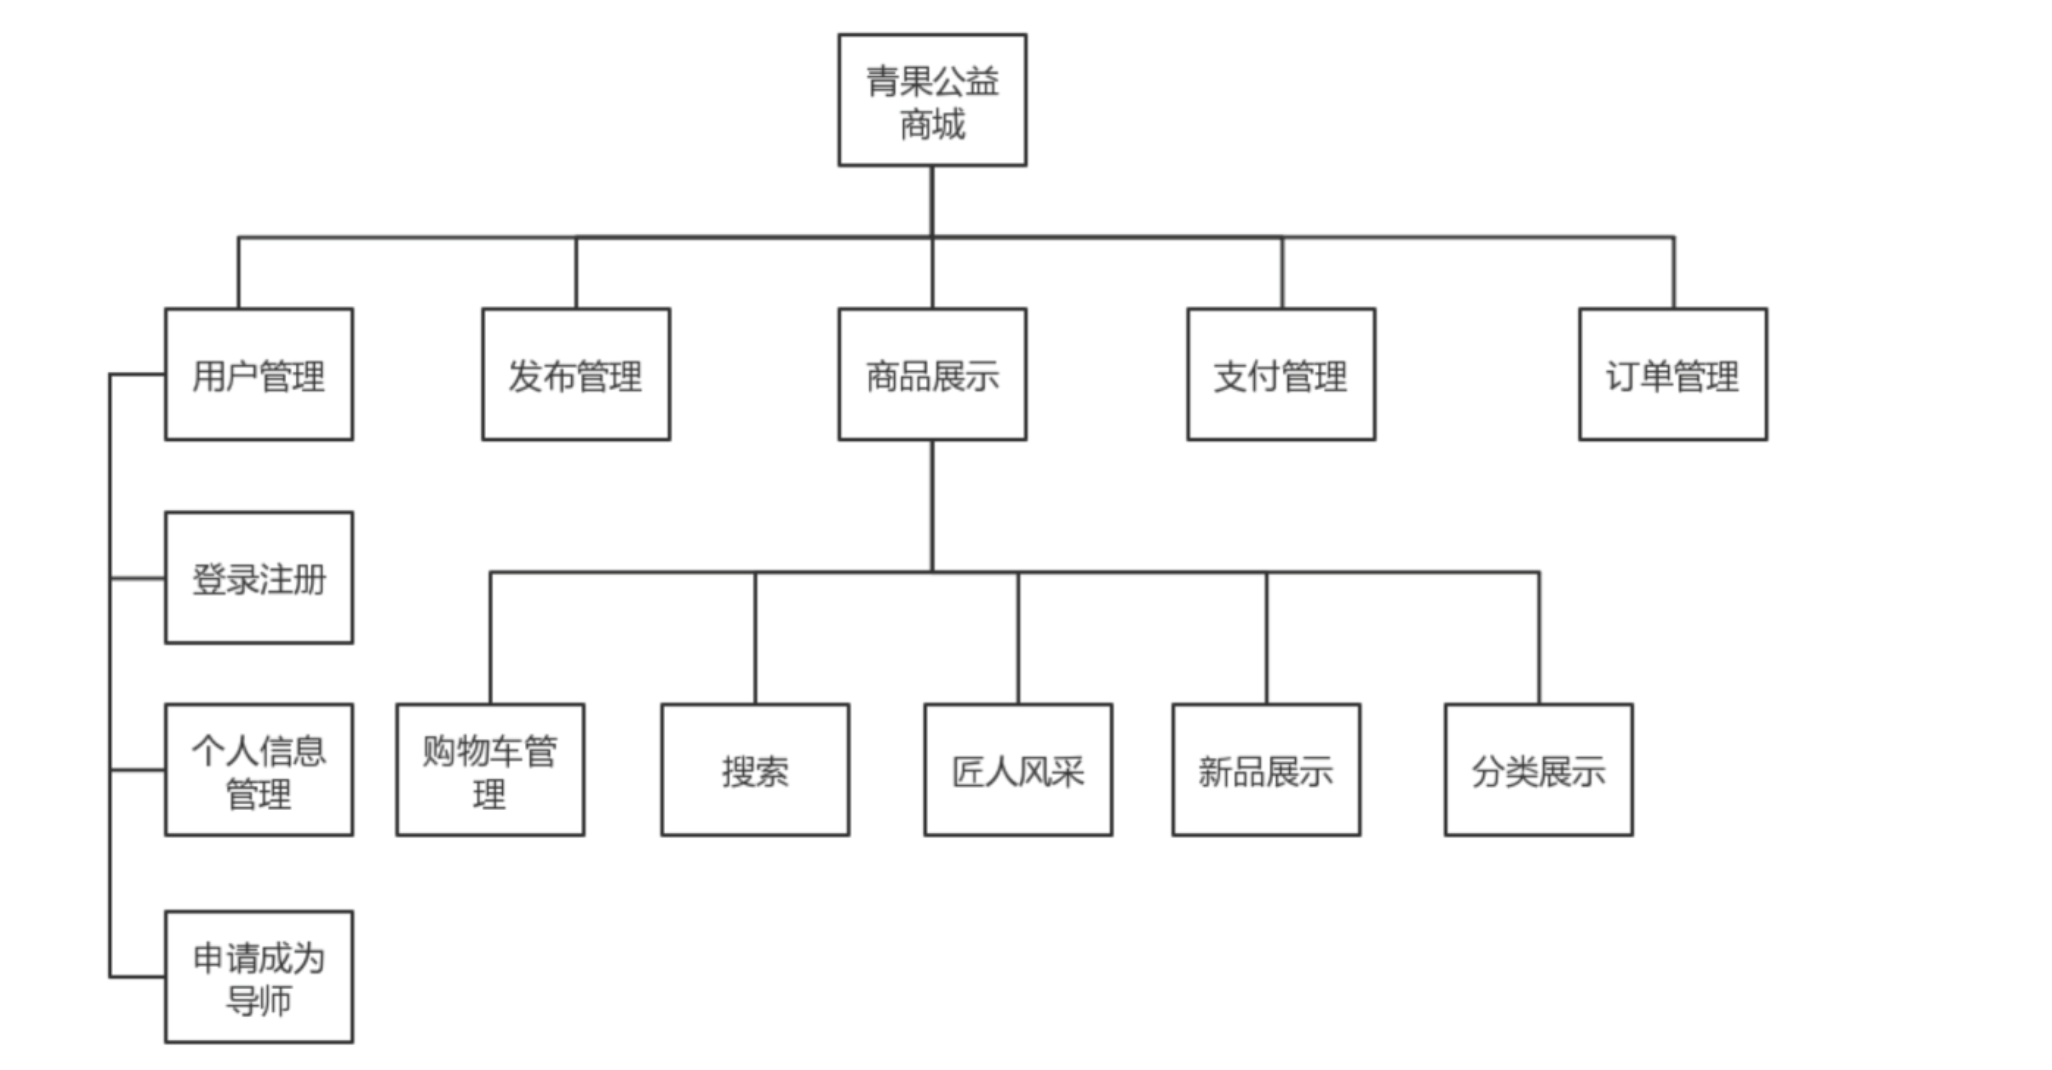 青果公益
商城
用户管理
发布管理
商品展示
支付管理
订单管理
登录注册
个人信息
管理
购物车管
理
搜索
匠人风采
新品展示
分类展示
申请成为
导师